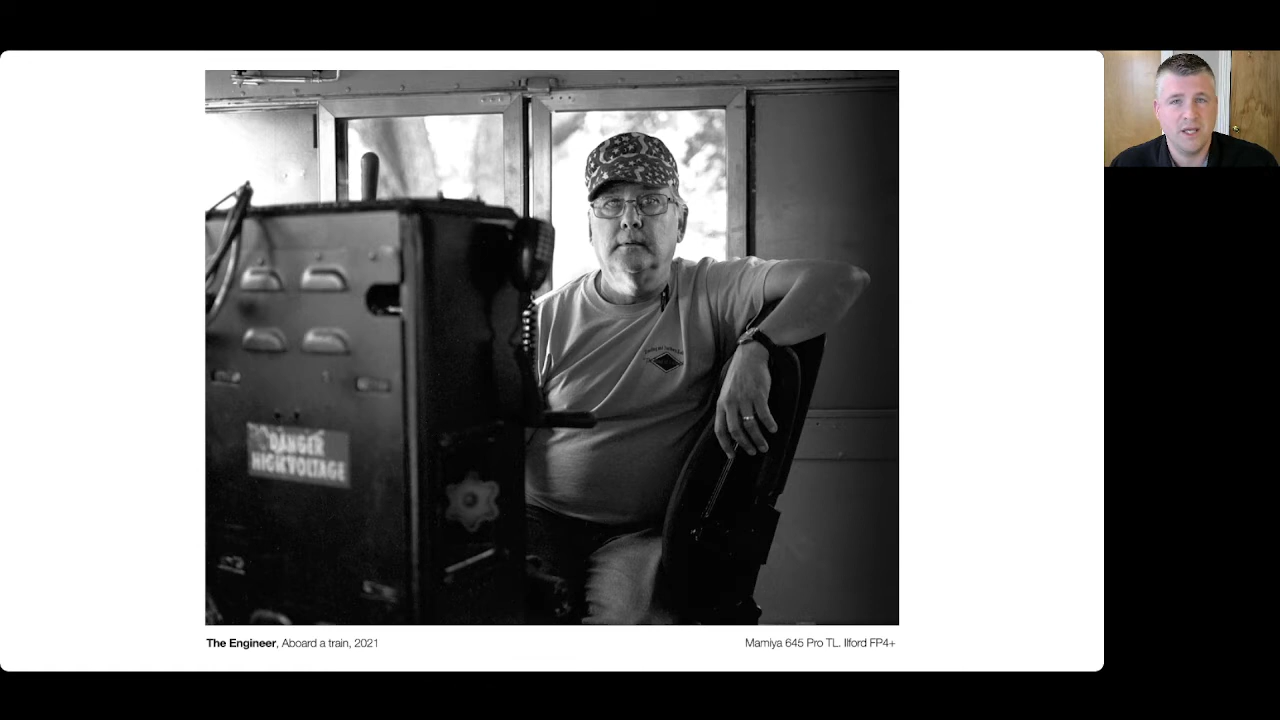 DANGER
HIGH VOLTAGE
The Engineer, Aboard a train, 2021
Mamiya 645 Pro TL. Ilford FP4+